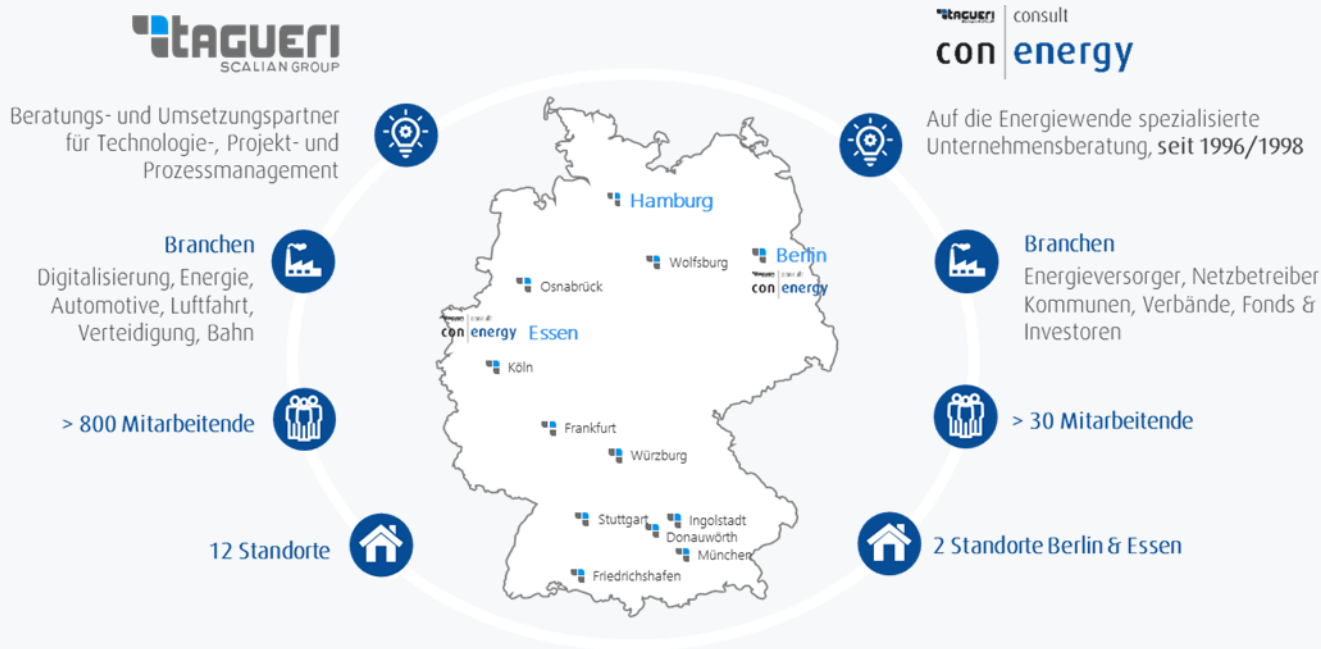 tAGUERI
SCALIAN GROUP
Beratungs- und Umsetzungspartner
für Technologie-, Projekt- und
Prozessmanagement
Branchen
Digitalisierung, Energie,
Automotive, Luftfahrt,
Verteidigung, Bahn
> 800 Mitarbeitende
12 Standorte
Hamburg
Wolfsburg
Berlin
con energy
Osnabrück
con energy Essen
Köln
Frankfurt
Würzburg
Stuttgart
Ingolstadt
Donauwörth
München
Friedrichshafen
tAGUERI consult
con energy
Auf die Energiewende spezialisierte
Unternehmensberatung, seit 1996/1998
Branchen
Energieversorger, Netzbetreiber
Kommunen, Verbände, Fonds &
Investoren
> 30 Mitarbeitende
2 Standorte Berlin & Essen